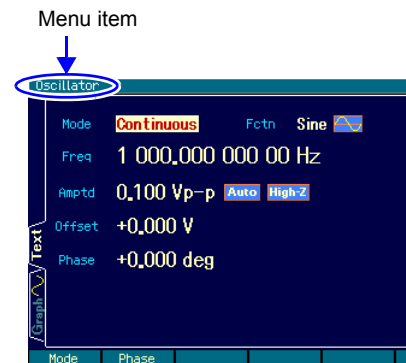 Menu item
Oscillator
Mode Continuous Fctn Sine
Freq 1 000.000 000 00 Hz
Amptd 0.100 Vp-p Auto High-Z
Offset +0.000 V
Phase +0.000 deg
Text
Graph
Mode Phase